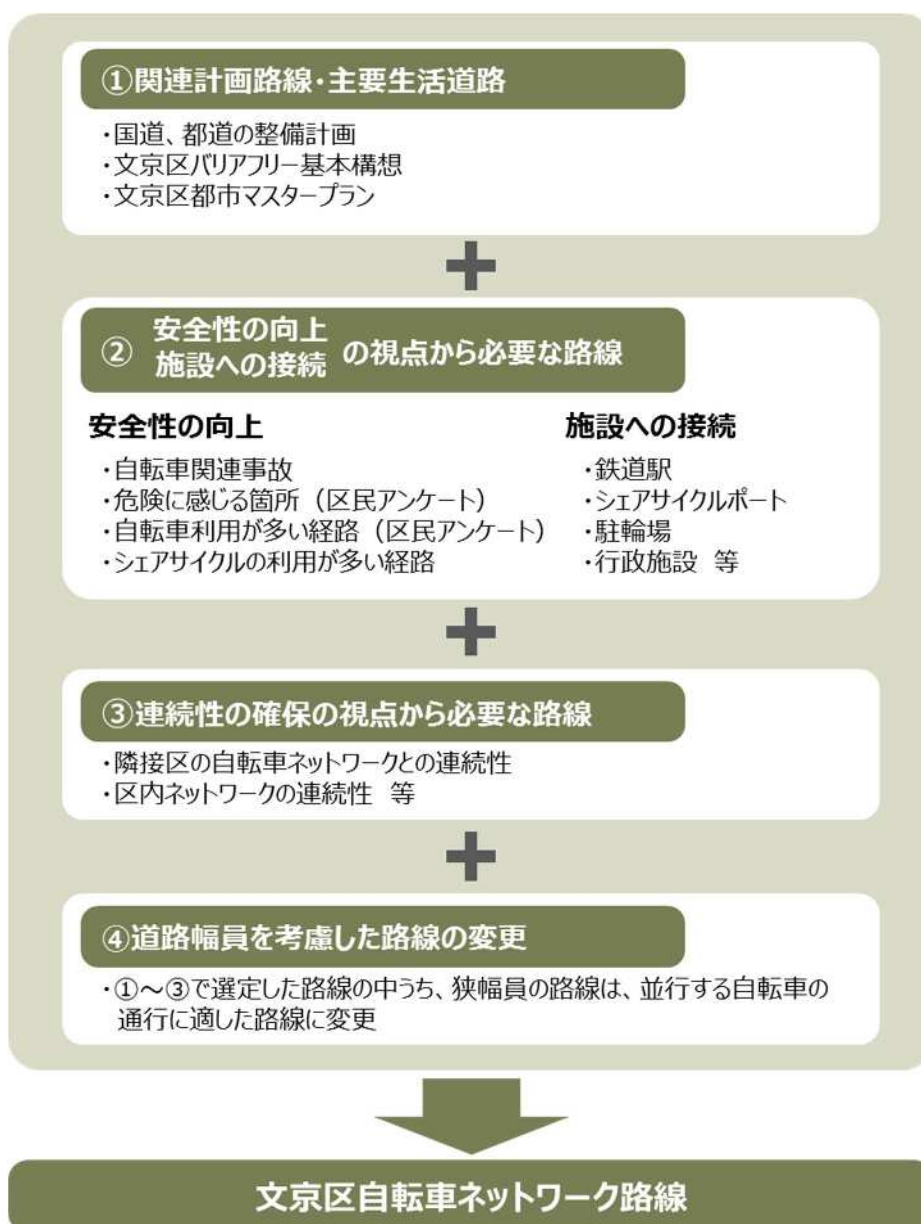 ①関連計画路線・主要生活道路
・国道、都道の整備計画
・文京区バリアフリー基本構想
・文京区都市マスタープラン
+
② 安全性の向上
施設への接続 の視点から必要な路線
安全性の向上
・自転車関連事故
・危険に感じる箇所（区民アンケート）
・自転車利用が多い経路（区民アンケート）
・シェアサイクルの利用が多い経路
施設への接続
・鉄道駅
・シェアサイクルポート
・駐輪場
・行政施設 等
+
③連続性の確保の視点から必要な路線
・隣接区の自転車ネットワークとの連続性
・区内ネットワークの連続性 等
+
④道路幅員を考慮した路線の変更
・①～③で選定した路線の中うち、狭幅員の路線は、並行する自転車の
通行に適した路線に変更
文京区自転車ネットワーク路線